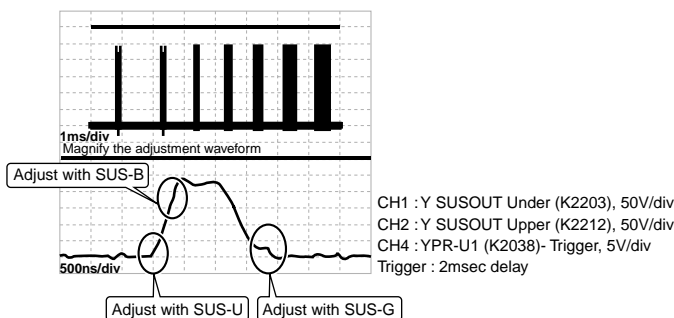 1ms/div
Magnify the adjustment waveform
Adjust with SUS-B
CH1 : Y SUSOUT Under (K2203), 50V/div
CH2 : Y SUSOUT Upper (K2212), 50V/div
CH4 : YPR-U1 (K2038)- Trigger, 5V/div
Trigger : 2msec delay
500ns/div
Adjust with SUS-U
Adjust with SUS-G